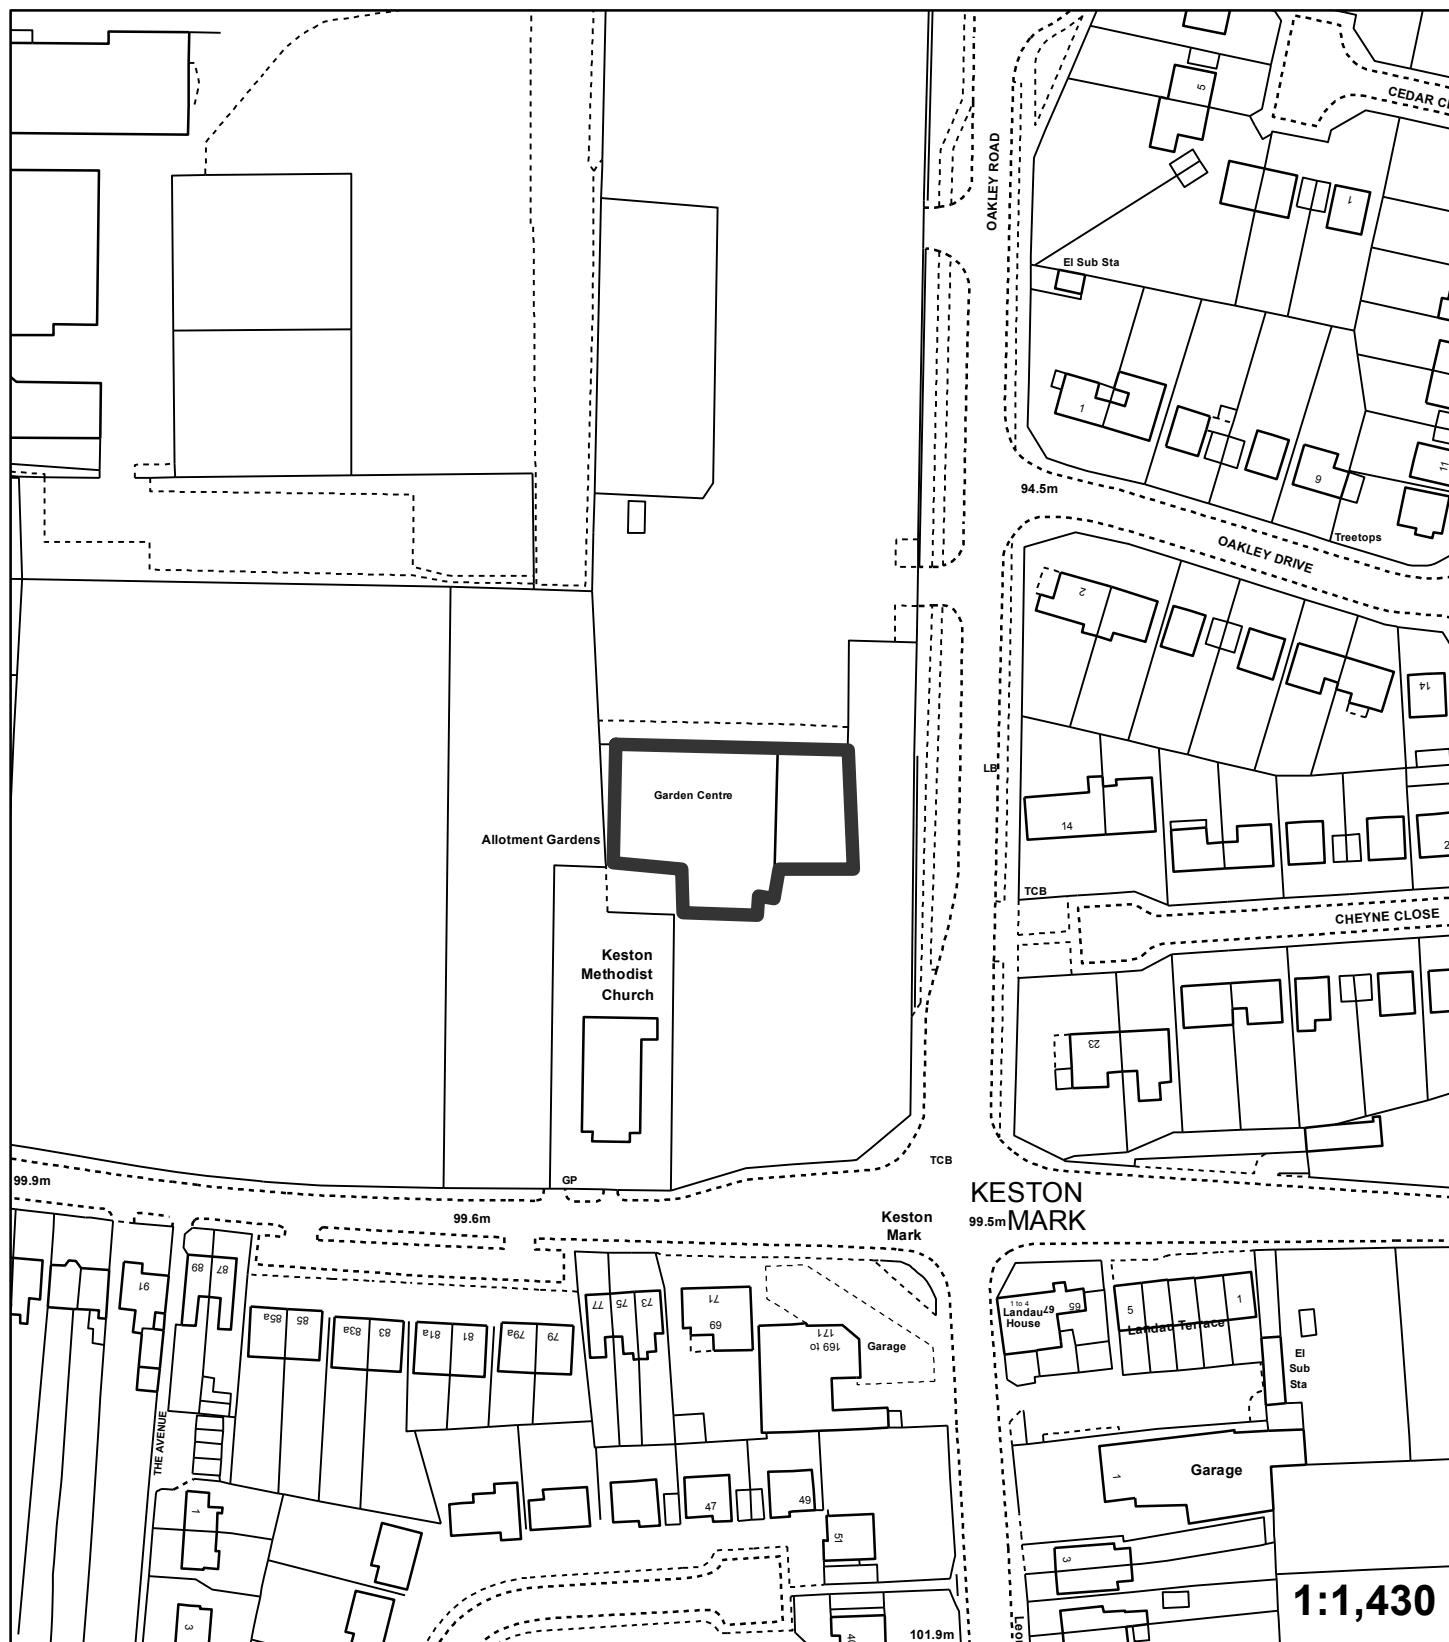 CEDAR
5
OAKLEY ROAD
1
El Sub Sta
1
9
11
94.5m
OAKLEY DRIVE
Treetops
2
14
LB
Garden Centre
Allotment Gardens
14
2
TCB
CHEYNE CLOSE
Keston
Methodist
Church
23
TCB
GP
99.9m
99.6m
KESTON
99.5m MARK
Keston
Mark
91
89
87
85a
85
83a
83
81a
81
79a
79
77
75
73
71
69
169 to
171
Garage
1 to 4
Landau
House
67
65
5
1
Landau Terrace
El
Sub
Sta
THE AVENUE
1
3
47
49
51
1
Garage
3
101.9m
1:1,430